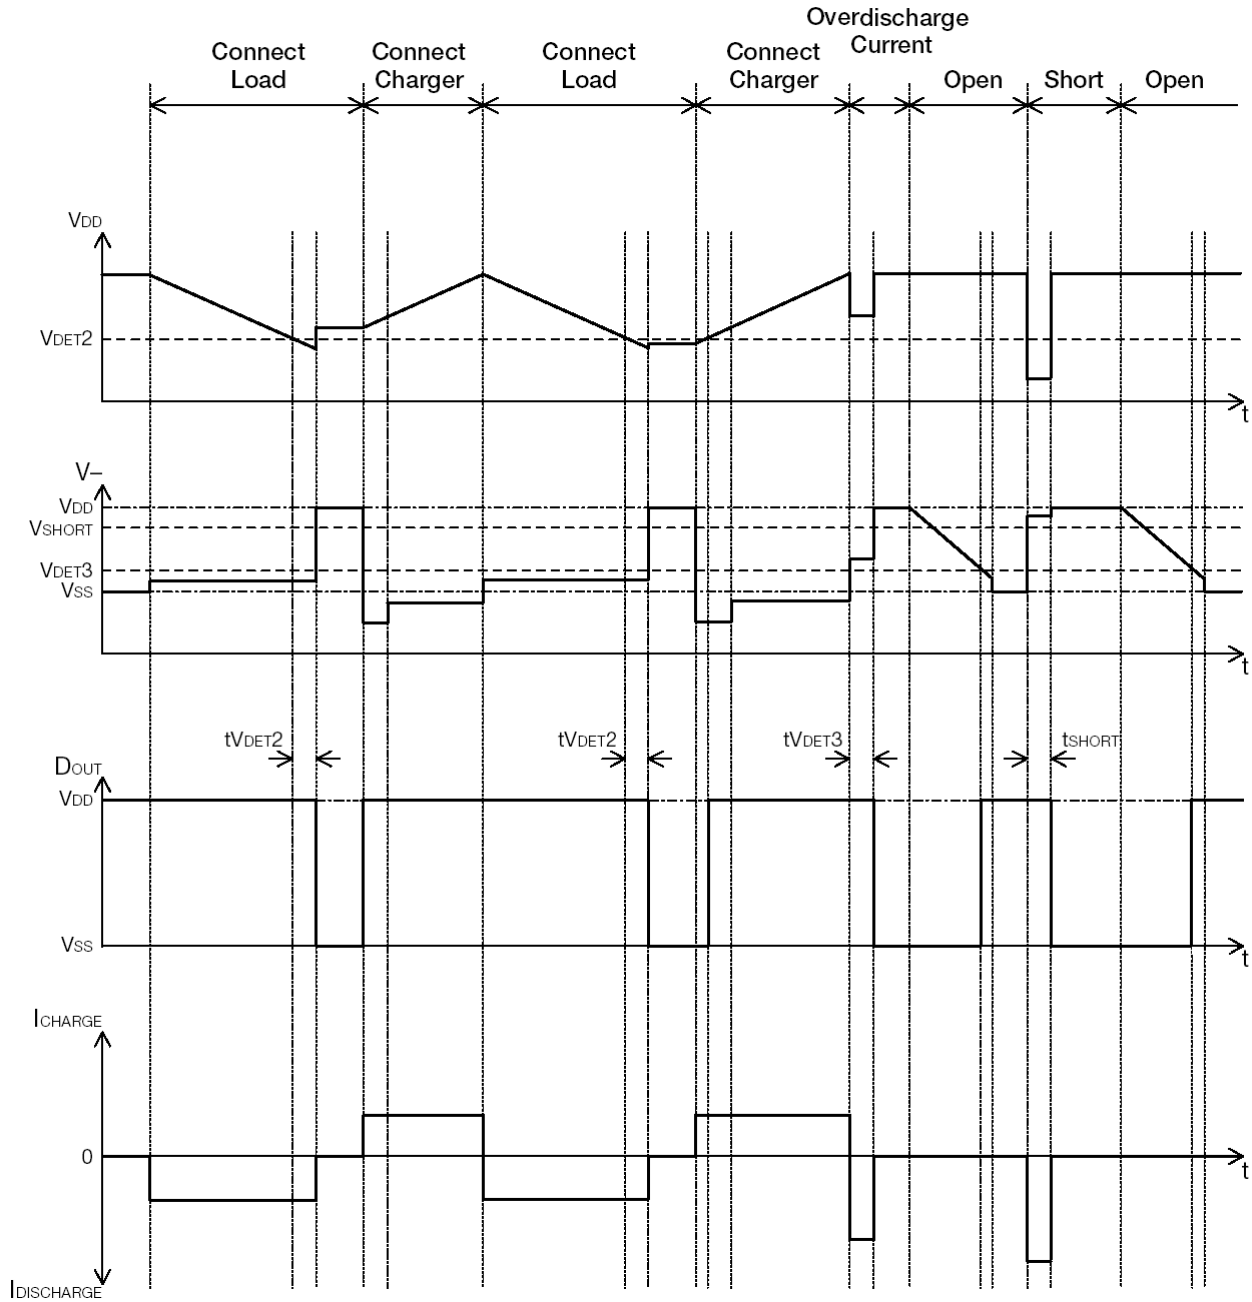 Overdischarge
Current
Connect
Load
Connect
Charger
Connect
Load
Connect
Charger
Open
Short
Open
VDD
VDET2
t
V–
VDD
VSHORT
VDET3
VSS
t
tVDET2
tVDET2
tVDET3
tSHORT
DOUT
VDD
VSS
t
ICHARGE
0
t
IDISCHARGE